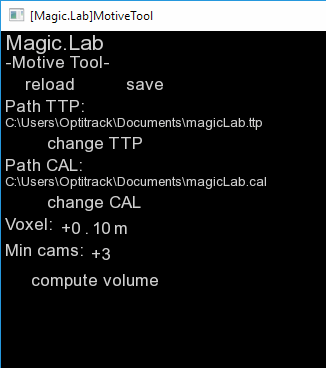 [Magic.Lab]MotiveTool
Magic.Lab
-Motive Tool-
reload save
Path TTP:
C:\Users\Optitrack\Documents\magicLab.ttp
change TTP
Path CAL:
C:\Users\Optitrack\Documents\magicLab.cal
change CAL
Voxel: +0 . 10 m
Min cams: +3
compute volume